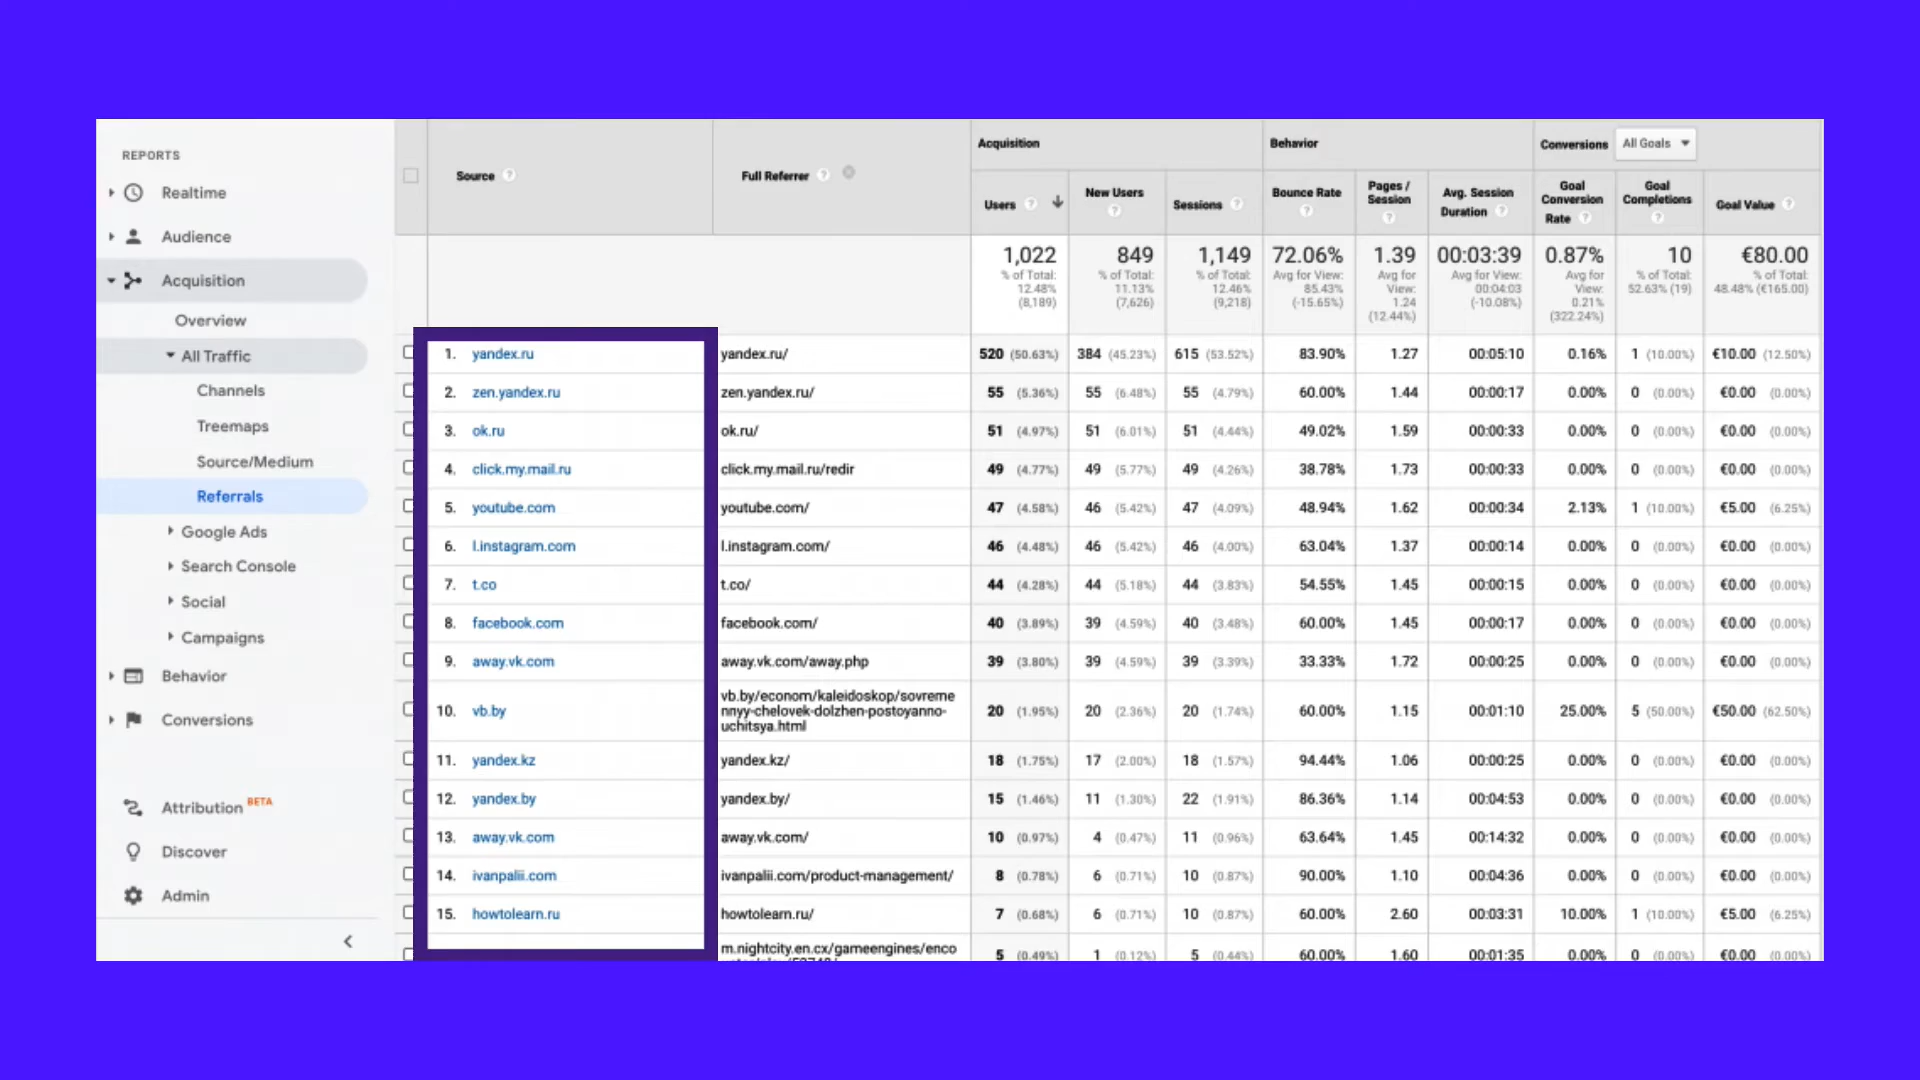 REPORTS
Realtime
Audience
Acquisition
Overview
All Traffic
Channels
Treemaps
Source/Medium
Referrals
Google Ads
Search Console
Social
Campaigns
Behavior
Conversions
Attribution BETA
Discover
Admin
Acquisition Behavior Conversions All Goals
Source ? Full Referrer ? Users ? New Users ? Sessions ? Bounce Rate ? Pages / Session ? Avg. Session Duration ? Goal Conversion Rate ? Goal Completions ? Goal Value ?
1,022 849 1,149 72.06% 1.39 00:03:39 0.87% 10 €80.00
% of Total: 12.48% (8,189) % of Total: 11.13% (7,626) % of Total: 12.46% (9,218) Avg for View: 85.43% (-15.65%) Avg for View: 1.24 (12.44%) Avg for View: 00:04:03 (-10.08%) Avg for View: 0.21% (322.24%) % of Total: 52.63% (19) % of Total: 48.48% (€165.00)
1. yandex.ru yandex.ru/ 520 (50.63%) 384 (45.23%) 615 (53.52%) 83.90% 1.27 00:05:10 0.16% 1 (10.00%) €10.00 (12.50%)
2. zen.yandex.ru zen.yandex.ru/ 55 (5.36%) 55 (6.48%) 55 (4.79%) 60.00% 1.44 00:00:17 0.00% 0 (0.00%) €0.00 (0.00%)
3. ok.ru ok.ru/ 51 (4.97%) 51 (6.01%) 51 (4.44%) 49.02% 1.59 00:00:33 0.00% 0 (0.00%) €0.00 (0.00%)
4. click.my.mail.ru click.my.mail.ru/redir 49 (4.77%) 49 (5.77%) 49 (4.26%) 38.78% 1.73 00:00:33 0.00% 0 (0.00%) €0.00 (0.00%)
5. youtube.com youtube.com/ 47 (4.58%) 46 (5.42%) 47 (4.09%) 48.94% 1.62 00:00:34 2.13% 1 (10.00%) €5.00 (6.25%)
6. l.instagram.com l.instagram.com/ 46 (4.48%) 46 (5.42%) 46 (4.00%) 63.04% 1.37 00:00:14 0.00% 0 (0.00%) €0.00 (0.00%)
7. t.co t.co/ 44 (4.28%) 44 (5.18%) 44 (3.83%) 54.55% 1.45 00:00:15 0.00% 0 (0.00%) €0.00 (0.00%)
8. facebook.com facebook.com/ 40 (3.89%) 39 (4.59%) 40 (3.48%) 60.00% 1.45 00:00:17 0.00% 0 (0.00%) €0.00 (0.00%)
9. away.vk.com away.vk.com/away.php 39 (3.80%) 39 (4.59%) 39 (3.39%) 33.33% 1.72 00:00:25 0.00% 0 (0.00%) €0.00 (0.00%)
10. vb.by vb.by/econom/kaleidoskop/sovremennyy-chelovek-dolzhen-postoyanno-uchitsya.html 20 (1.95%) 20 (2.36%) 20 (1.74%) 60.00% 1.15 00:01:10 25.00% 5 (50.00%) €50.00 (62.50%)
11. yandex.kz yandex.kz/ 18 (1.75%) 17 (2.00%) 18 (1.57%) 94.44% 1.06 00:00:25 0.00% 0 (0.00%) €0.00 (0.00%)
12. yandex.by yandex.by/ 15 (1.46%) 11 (1.30%) 22 (1.91%) 86.36% 1.14 00:04:53 0.00% 0 (0.00%) €0.00 (0.00%)
13. away.vk.com away.vk.com/ 10 (0.97%) 4 (0.47%) 11 (0.96%) 63.64% 1.45 00:14:32 0.00% 0 (0.00%) €0.00 (0.00%)
14. ivanpalii.com ivanpalii.com/product-management/ 8 (0.78%) 6 (0.71%) 10 (0.87%) 90.00% 1.10 00:04:36 0.00% 0 (0.00%) €0.00 (0.00%)
15. howtolearn.ru howtolearn.ru/ 7 (0.68%) 6 (0.71%) 10 (0.87%) 60.00% 2.60 00:03:31 10.00% 1 (10.00%) €5.00 (6.25%)
m.nightcity.en.cx/gameengines/enco 5 (0.49%) 1 (0.12%) 5 (0.44%) 60.00% 1.60 00:01:35 0.00% 0 (0.00%) €0.00 (0.00%)